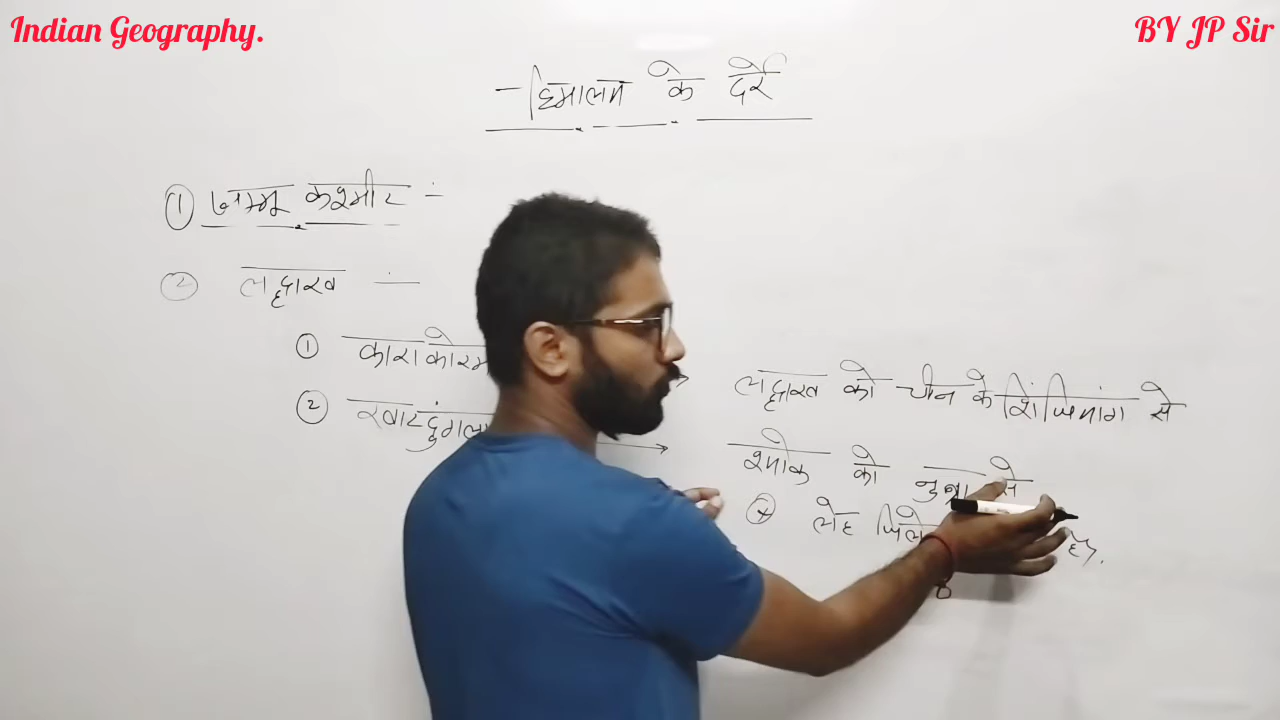 Indian Geography.
BY JP Sir
- हिमालय के दर्रे
① जम्मू कश्मीर :-
② लद्दाख :-
① काराकोरम
② खारदुंगला
लद्दाख को चीन के शिंजियांग से
श्योक को नुब्रा से
लेह जिले
है.